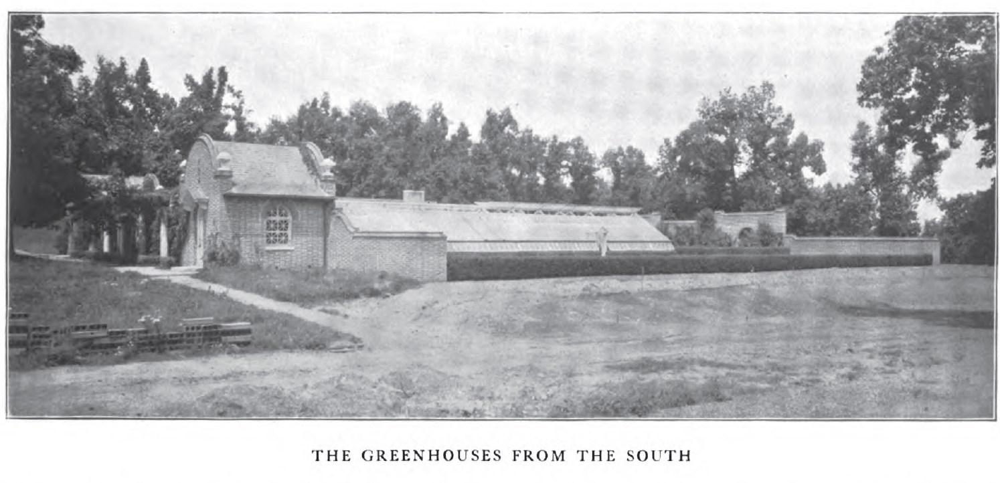 THE GREENHOUSES FROM THE SOUTH